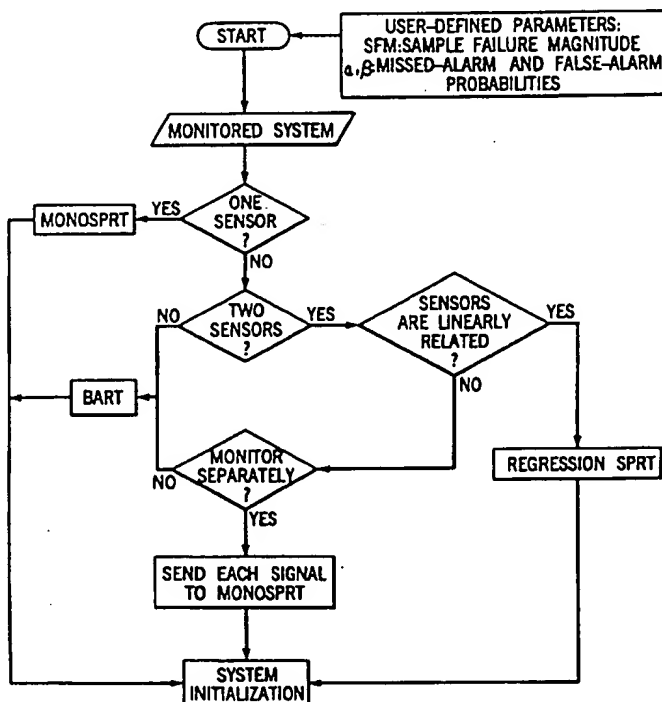 START
USER-DEFINED PARAMETERS:
SFM:SAMPLE FAILURE MAGNITUDE
α,β:MISSED-ALARM AND FALSE-ALARM
PROBABILITIES
MONITORED SYSTEM
ONE
SENSOR
?
YES
MONOSPRT
NO
TWO
SENSORS
?
NO
YES
SENSORS
ARE LINEARLY
RELATED
?
YES
NO
BART
MONITOR
SEPARATELY
?
NO
YES
REGRESSION SPRT
SEND EACH SIGNAL
TO MONOSPRT
SYSTEM
INITIALIZATION